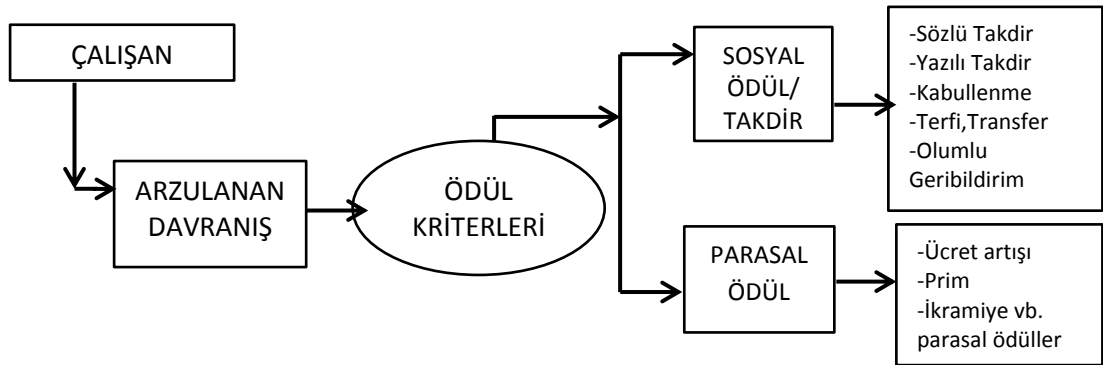 ÇALIŞAN
ARZULANAN
DAVRANIŞ
ÖDÜL
KRİTERLERİ
SOSYAL
ÖDÜL/
TAKDİR
-Sözlü Takdir
-Yazılı Takdir
-Kabullenme
-Terfi,Transfer
-Olumlu
Geribildirim
PARASAL
ÖDÜL
-Ücret artışı
-Prim
-İkramiye vb.
parasal ödüller